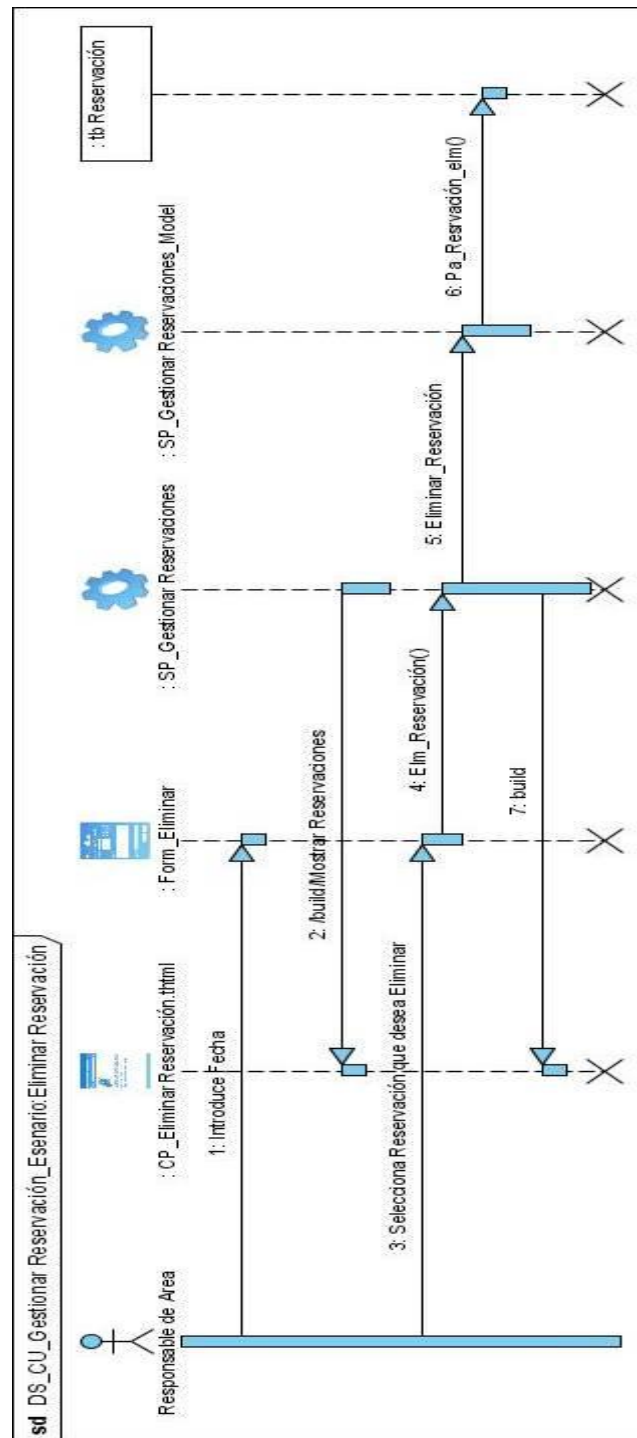 sd DS_CU_Gestionar Reservación_Esenario:Eliminar Reservación
Responsable de Area
: CP_Eliminar Reservación.thtml
: Form_Eliminar
: SP_Gestionar Reservaciones
: SP_Gestionar Reservaciones_Model
: tb Reservación
1: Introduce Fecha
2: /build/Mostrar Reservaciones
3: Selecciona Reservación que desea Eliminar
4: Elm_Reservación()
5: Eliminar_Reservación
6: Pa_Resrvación_elm()
7: build